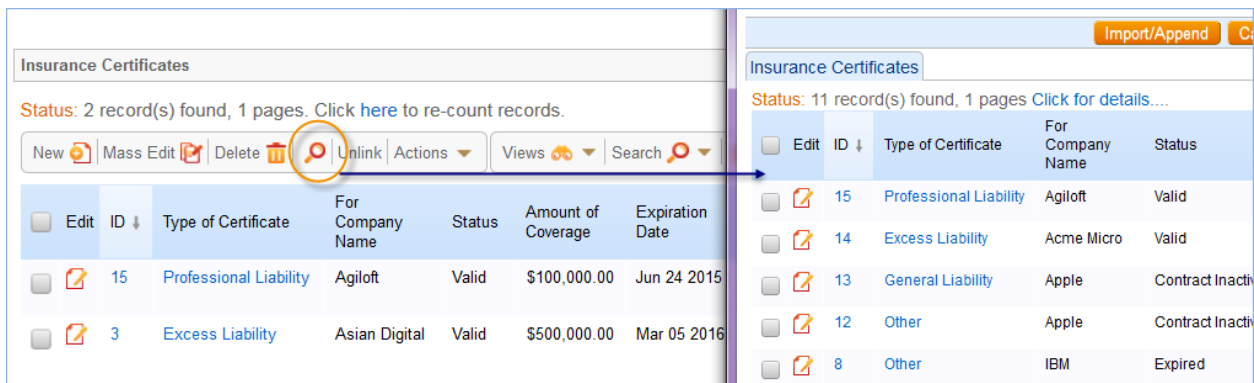 Insurance Certificates
Status: 2 record(s) found, 1 pages. Click here to re-count records.
New Mass Edit Delete Unlink Actions Views Search
Edit ID Type of Certificate For Company Name Status Amount of Coverage Expiration Date
15 Professional Liability Agiloft Valid $100,000.00 Jun 24 2015
3 Excess Liability Asian Digital Valid $500,000.00 Mar 05 2016
Import/Append
Insurance Certificates
Status: 11 record(s) found, 1 pages Click for details....
Edit ID Type of Certificate For Company Name Status
15 Professional Liability Agiloft Valid
14 Excess Liability Acme Micro Valid
13 General Liability Apple Contract Inactiv
12 Other Apple Contract Inactiv
8 Other IBM Expired